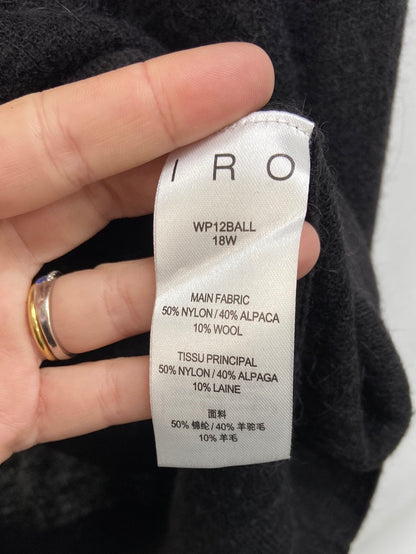 IRO
WP12BALL
18W
MAIN FABRIC
50% NYLON / 40% ALPACA
10% WOOL
TISSU PRINCIPAL
50% NYLON / 40% ALPAGA
10% LAINE
面料
50% 锦纶 / 40% 羊驼毛
10% 羊毛